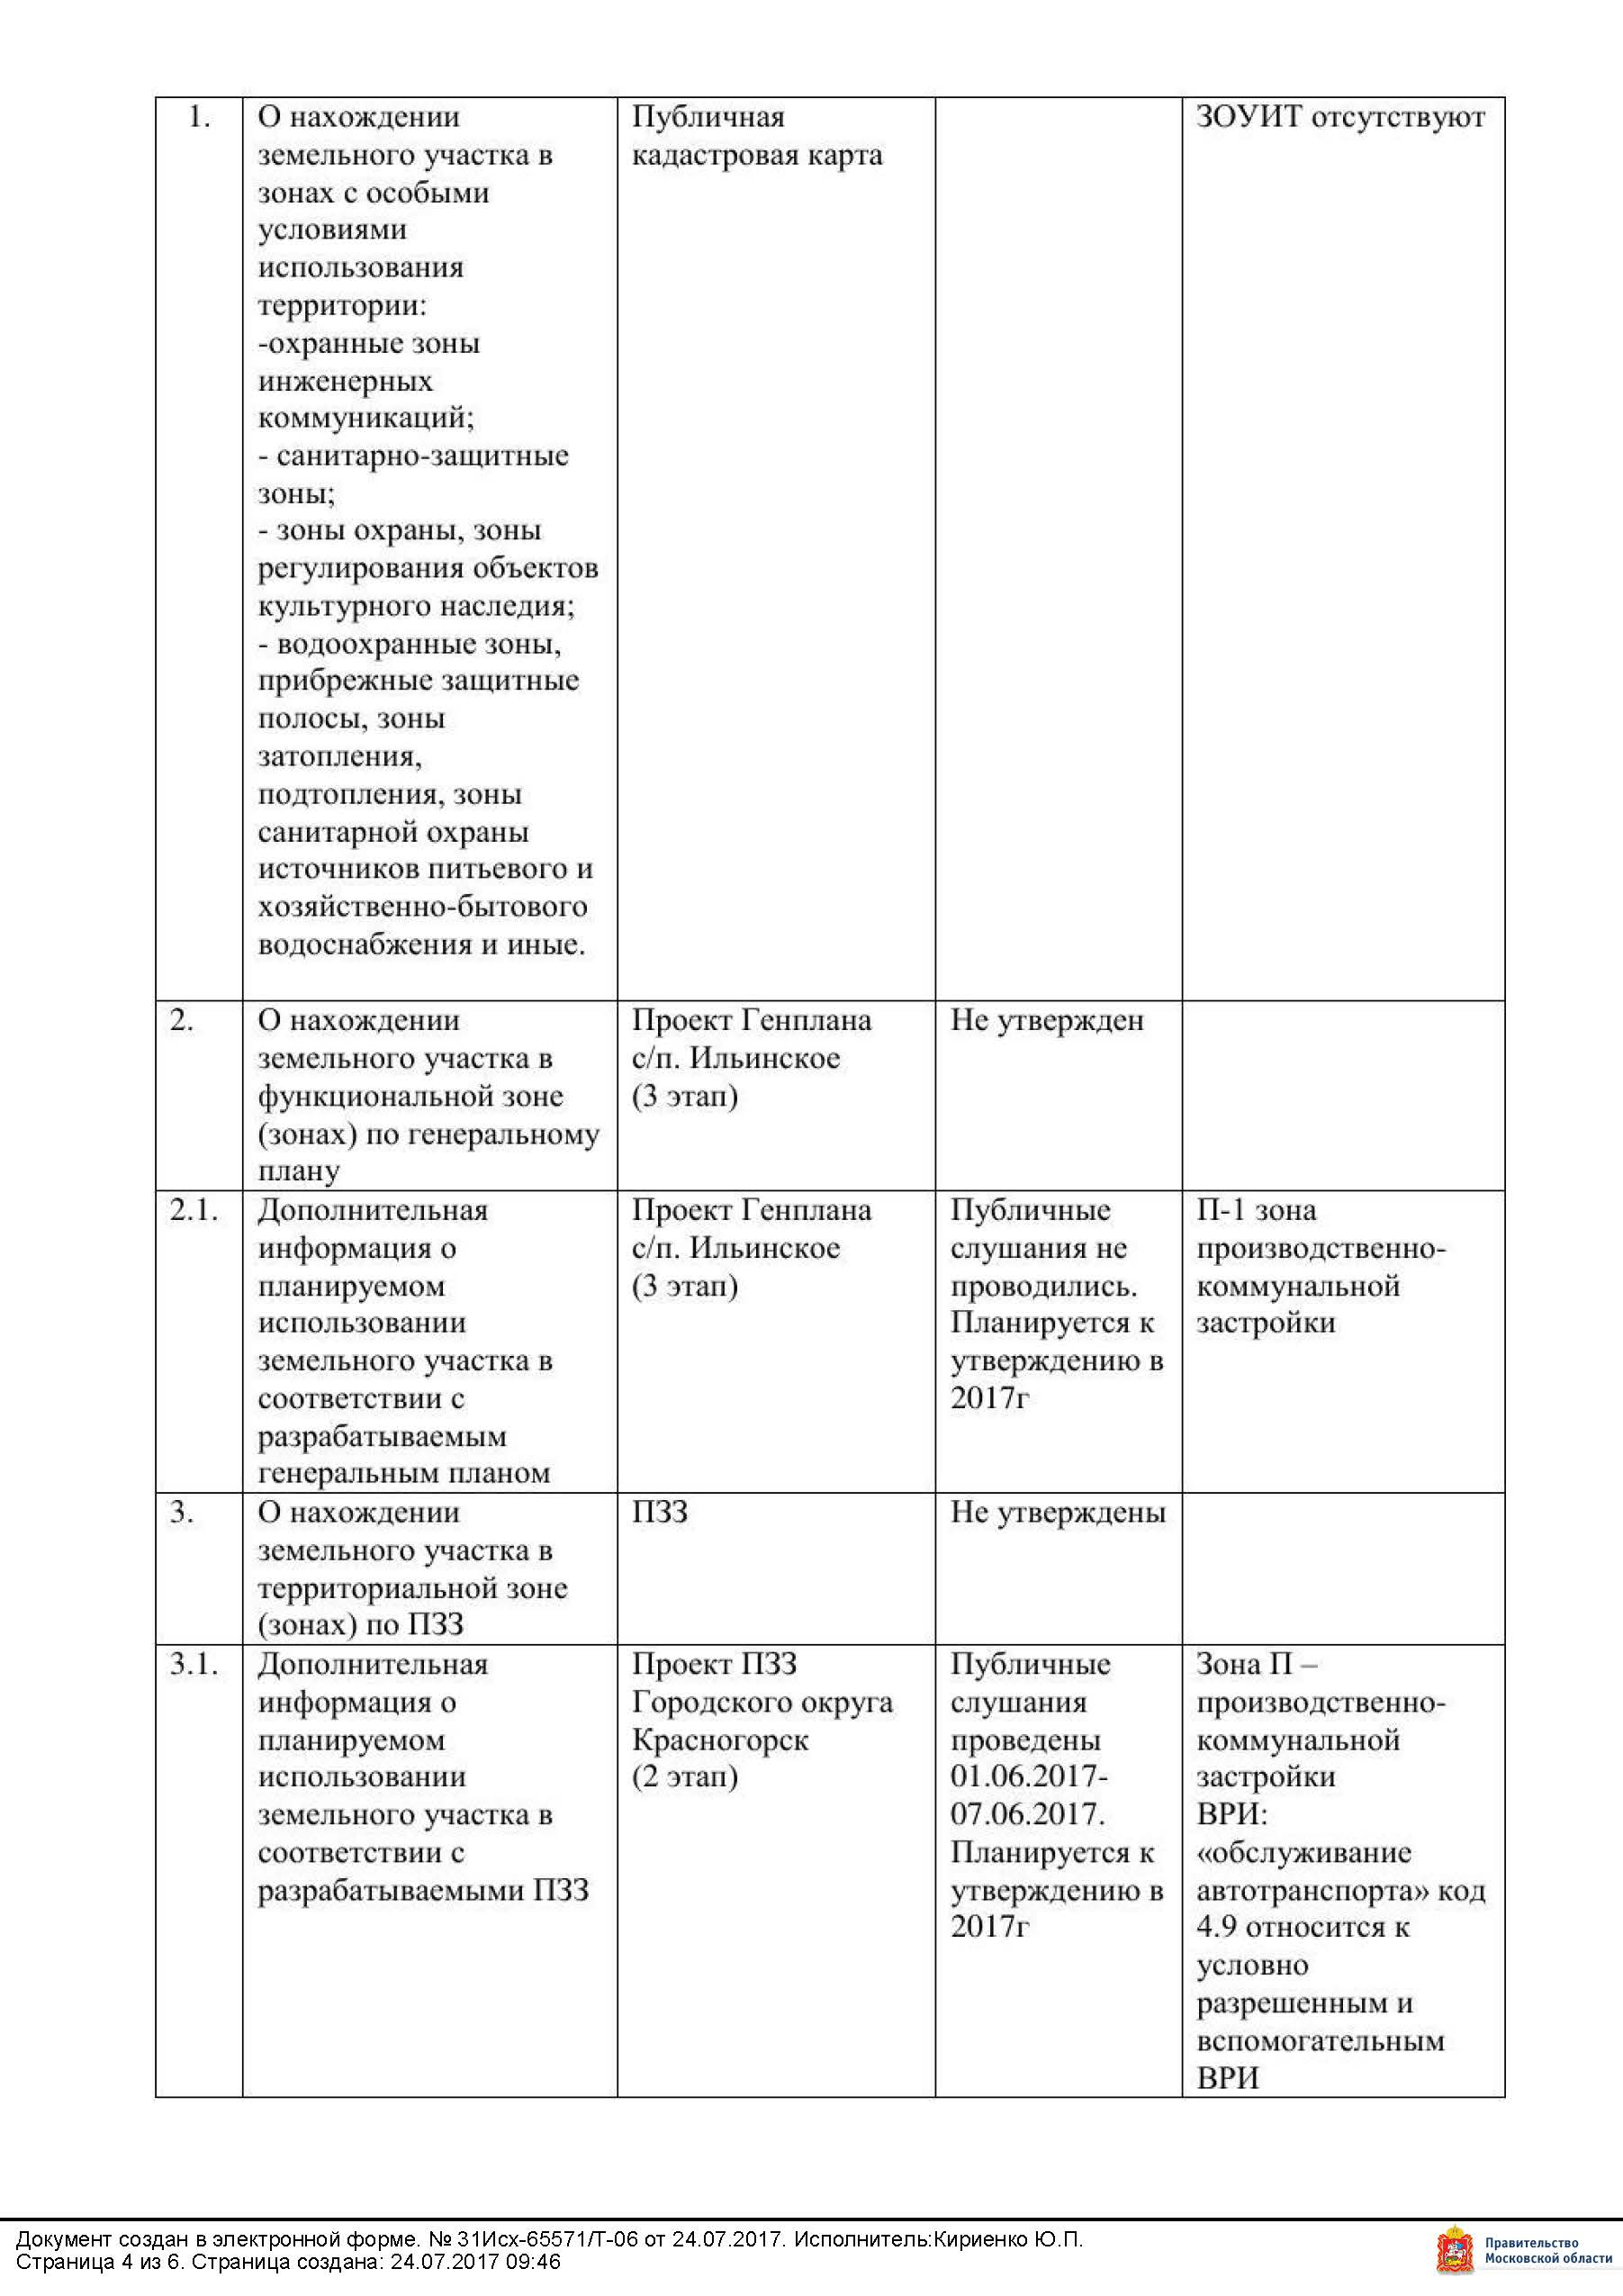 1.
О нахождении
земельного участка в
зонах с особыми
условиями
использования
территории:
-охранные зоны
инженерных
коммуникаций;
- санитарно-защитные
зоны;
- зоны охраны, зоны
регулирования объектов
культурного наследия;
- водоохранные зоны,
прибрежные защитные
полосы, зоны
затопления,
подтопления, зоны
санитарной охраны
источников питьевого и
хозяйственно-бытового
водоснабжения и иные.
Публичная
кадастровая карта
ЗОУИТ отсутствуют
2.
О нахождении
земельного участка в
функциональной зоне
(зонах) по генеральному
плану
Проект Генплана
с/п. Ильинское
(3 этап)
Не утвержден
2.1.
Дополнительная
информация о
планируемом
использовании
земельного участка в
соответствии с
разрабатываемым
генеральным планом
Проект Генплана
с/п. Ильинское
(3 этап)
Публичные
слушания не
проводились.
Планируется к
утверждению в
2017г
П-1 зона
производственно-
коммунальной
застройки
3.
О нахождении
земельного участка в
территориальной зоне
(зонах) по ПЗЗ
ПЗЗ
Не утверждены
3.1.
Дополнительная
информация о
планируемом
использовании
земельного участка в
соответствии с
разрабатываемыми ПЗЗ
Проект ПЗЗ
Городского округа
Красногорск
(2 этап)
Публичные
слушания
проведены
01.06.2017-
07.06.2017.
Планируется к
утверждению в
2017г
Зона П –
производственно-
коммунальной
застройки
ВРИ:
«обслуживание
автотранспорта» код
4.9 относится к
условно
разрешенным и
вспомогательным
ВРИ
Документ создан в электронной форме. № 31Исх-65571/Т-06 от 24.07.2017. Исполнитель:Кириенко Ю.П.
Страница 4 из 6. Страница создана: 24.07.2017 09:46
Правительство
Московской области